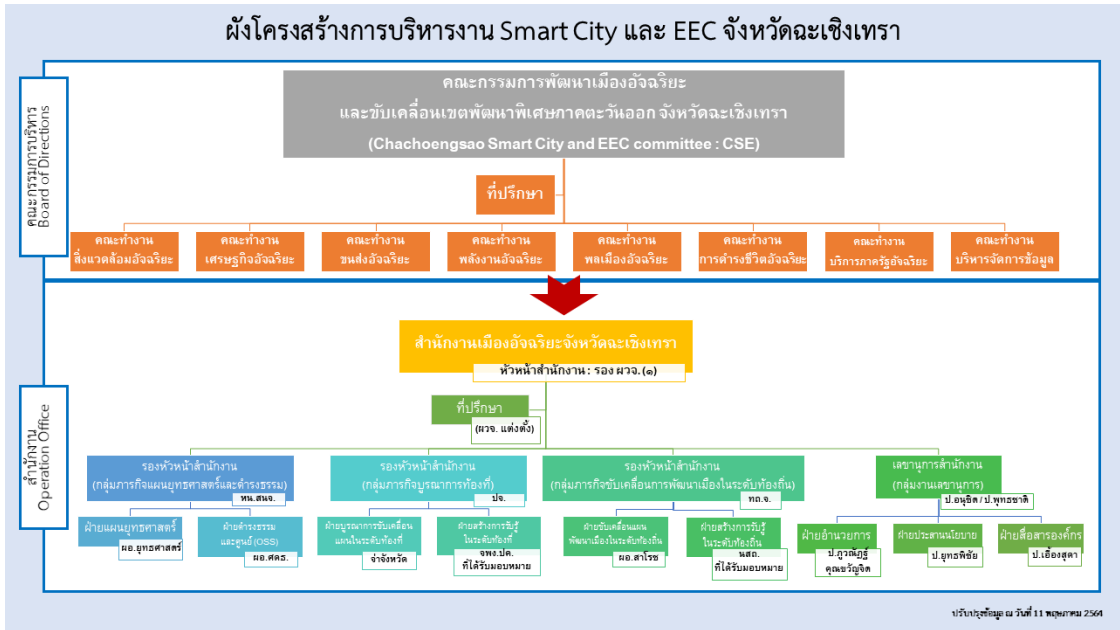 ผังโครงสร้างการบริหารงาน Smart City และ EEC จังหวัดฉะเชิงเทรา
คณะกรรมการบริหาร
Board of Directions
คณะกรรมการพัฒนาเมืองอัจฉริยะ
และขับเคลื่อนเขตพัฒนาพิเศษภาคตะวันออก จังหวัดฉะเชิงเทรา
(Chachoengsao Smart City and EEC committee : CSE)
ที่ปรึกษา
คณะทำงาน
สิ่งแวดล้อมอัจฉริยะ
คณะทำงาน
เศรษฐกิจอัจฉริยะ
คณะทำงาน
ขนส่งอัจฉริยะ
คณะทำงาน
พลังงานอัจฉริยะ
คณะทำงาน
พลเมืองอัจฉริยะ
คณะทำงาน
การดำรงชีวิตอัจฉริยะ
คณะทำงาน
บริการภาครัฐอัจฉริยะ
คณะทำงาน
บริหารจัดการข้อมูล
สำนักงาน
Operation Office
สำนักงานเมืองอัจฉริยะจังหวัดฉะเชิงเทรา
หัวหน้าสำนักงาน : รอง ผวจ.(๑)
ที่ปรึกษา
(ผวจ. แต่งตั้ง)
รองหัวหน้าสำนักงาน
(กลุ่มภารกิจแผนยุทธศาสตร์และดำรงธรรม)
หน.สนจ.
รองหัวหน้าสำนักงาน
(กลุ่มภารกิจบูรณาการท้องที่)
ปจ.
รองหัวหน้าสำนักงาน
(กลุ่มภารกิจขับเคลื่อนการพัฒนาเมืองในระดับท้องถิ่น)
ทถ.จ.
เลขานุการสำนักงาน
(กลุ่มงานเลขานุการ)
ป.อนุชิต / ป.พุทธชาติ
ฝ่ายแผนยุทธศาสตร์
ผอ.ยุทธศาสตร์
ฝ่ายดำรงธรรม
และศูนย์ (OSS)
ผอ.ศดธ.
ฝ่ายบูรณาการขับเคลื่อน
แผนในระดับท้องที่
จ่าจังหวัด
ฝ่ายสร้างการรับรู้
ในระดับท้องที่
จพง.ปค.
ที่ได้รับมอบหมาย
ฝ่ายขับเคลื่อนแผน
พัฒนาเมืองในระดับท้องถิ่น
ผอ.สาโรช
ฝ่ายสร้างการรับรู้
ในระดับท้องถิ่น
นสถ.
ที่ได้รับมอบหมาย
ฝ่ายอำนวยการ
ป.ภูวณัฏฐ์
คุณขวัญจิต
ฝ่ายประสานนโยบาย
ป.ยุทธพิชัย
ฝ่ายสื่อสารองค์กร
ป.เอื้องสุดา
ปรับปรุงข้อมูล ณ วันที่ 11 พฤษภาคม 2564